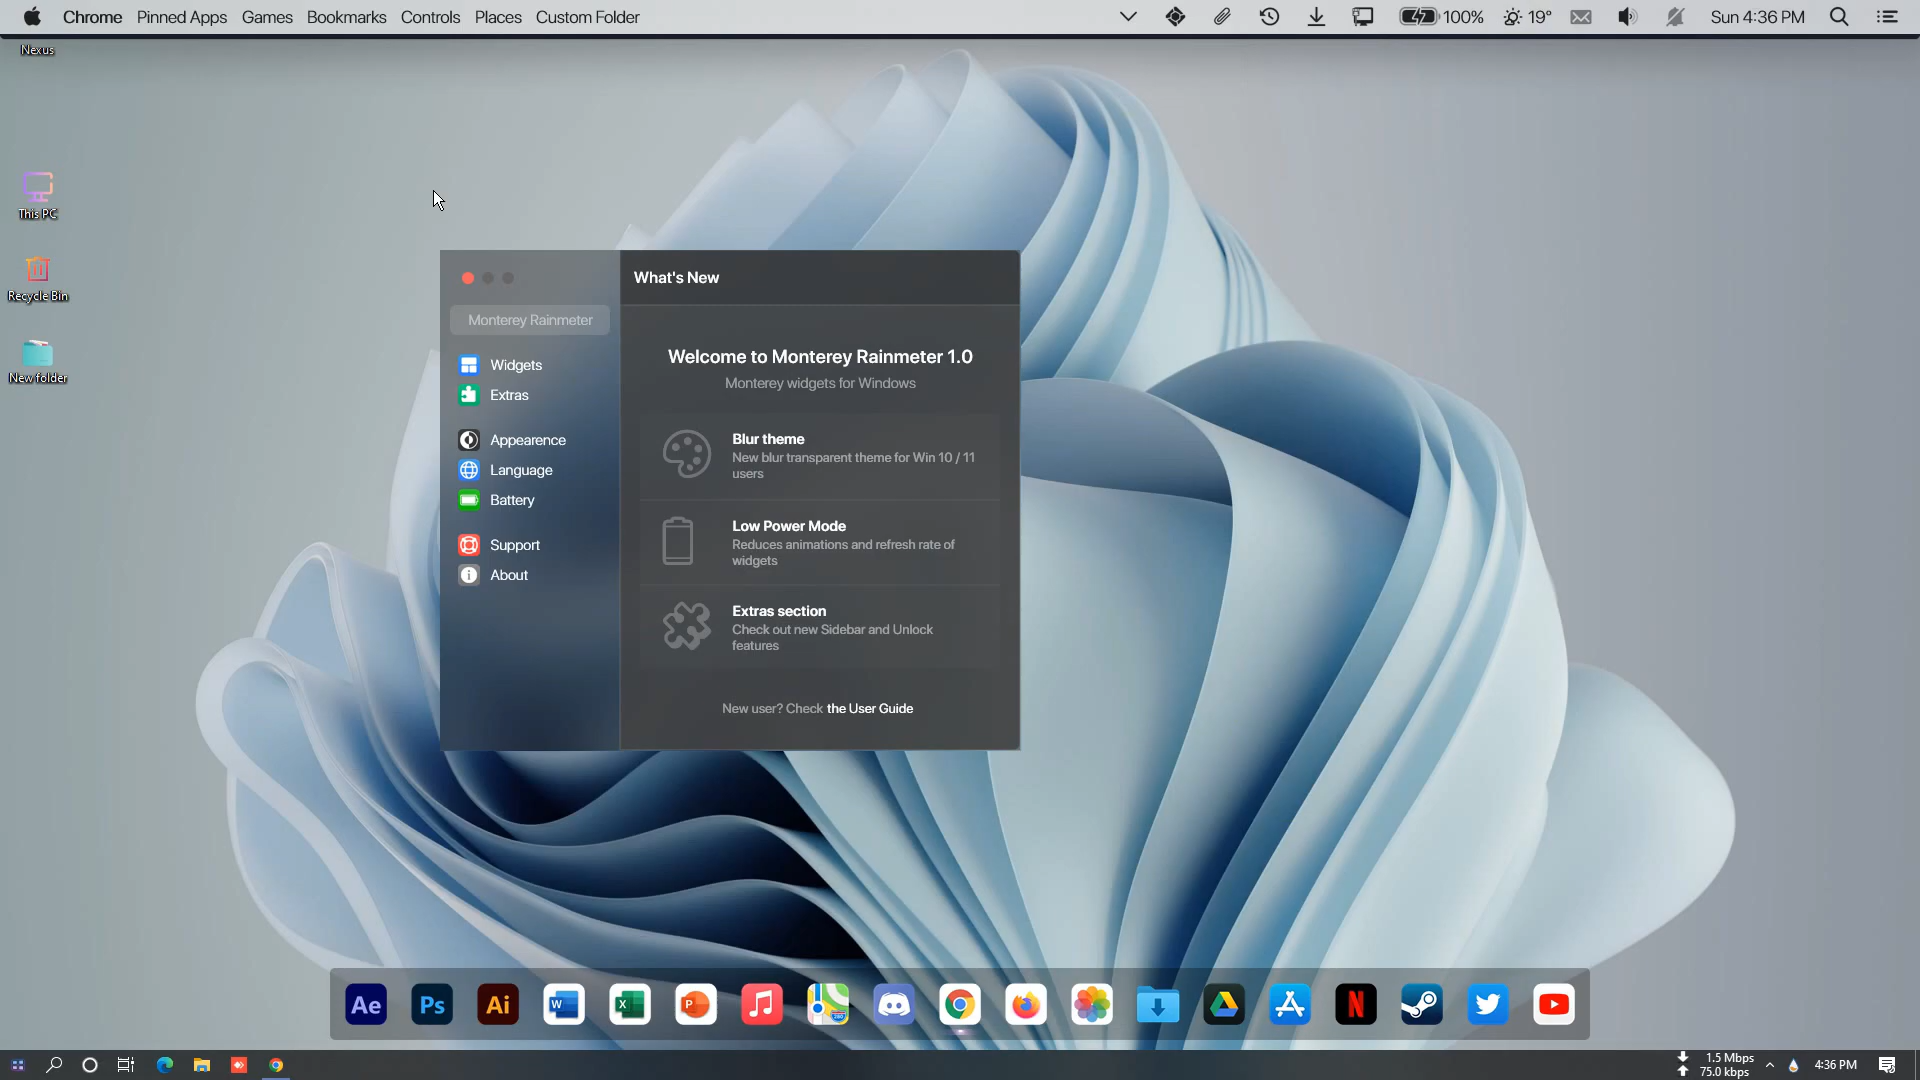 Chrome Pinned Apps Games Bookmarks Controls Places Custom Folder
100% 19° Sun 4:36 PM
Nexus
This PC
Recycle Bin
New folder
Monterey Rainmeter
Widgets
Extras
Appearence
Language
Battery
Support
About
What's New
Welcome to Monterey Rainmeter 1.0
Monterey widgets for Windows
Blur theme
New blur transparent theme for Win 10 / 11
users
Low Power Mode
Reduces animations and refresh rate of
widgets
Extras section
Check out new Sidebar and Unlock
features
New user? Check the User Guide
Ae Ps Ai W X P 280 N
1.5 Mbps
75.0 kbps
4:36 PM